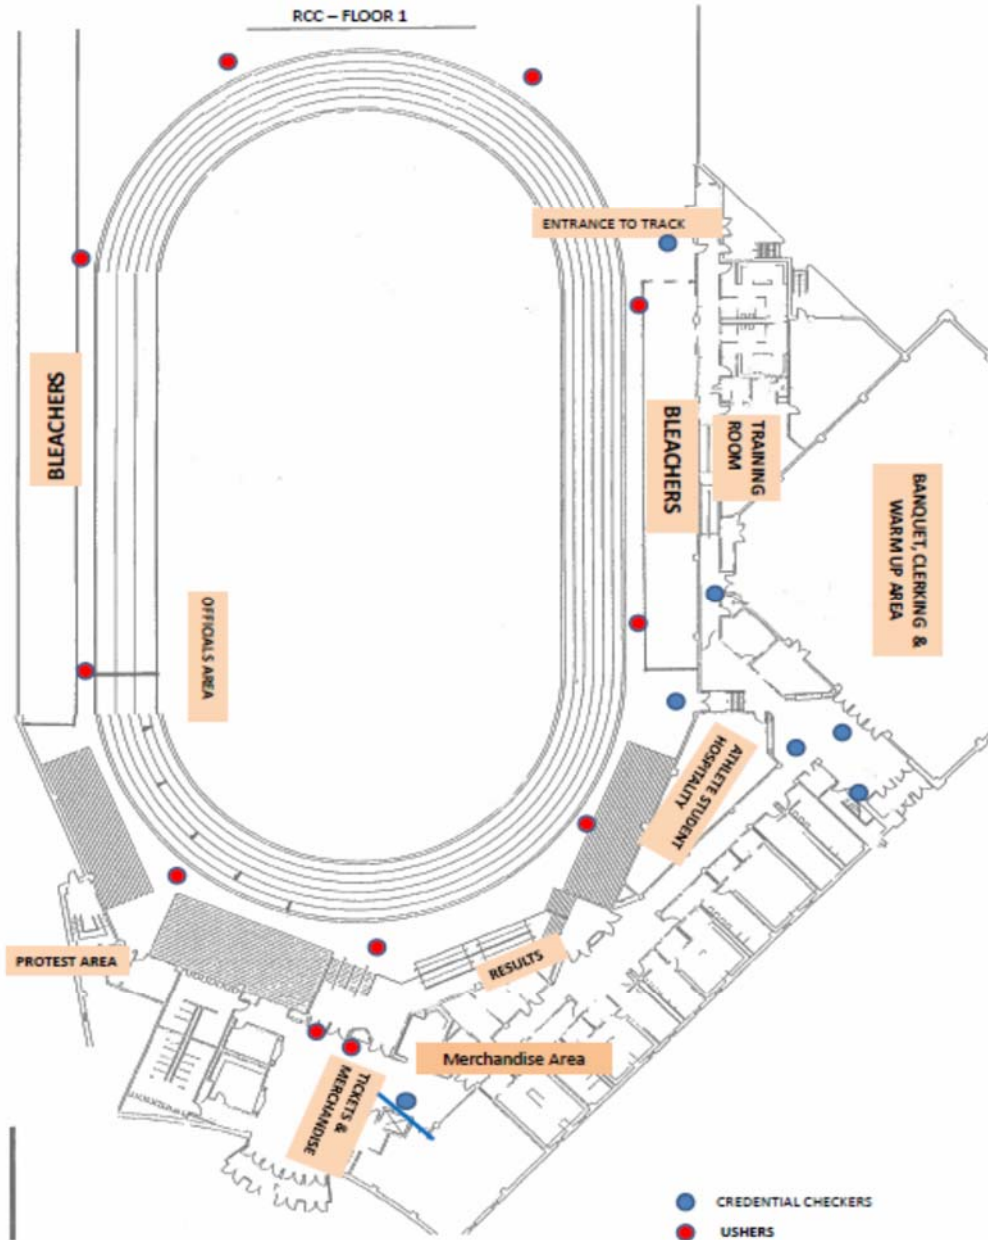 RCC – FLOOR 1
ENTRANCE TO TRACK
BLEACHERS
BLEACHERS
TRAINING
ROOM
BANQUET, CLERKING &
WARM UP AREA
OFFICIALS AREA
ATHLETE STUDENT
HOSPITALITY
PROTEST AREA
RESULTS
Merchandise Area
TICKETS &
MERCHANDISE
CREDENTIAL CHECKERS
USHERS